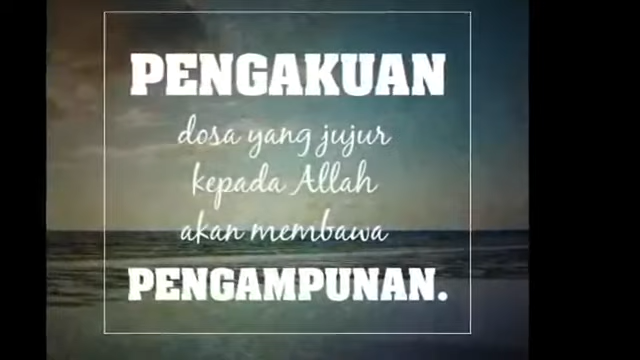 PENGAKUAN
dosa yang jujur
kepada Allah
akan membawa
PENGAMPUNAN.